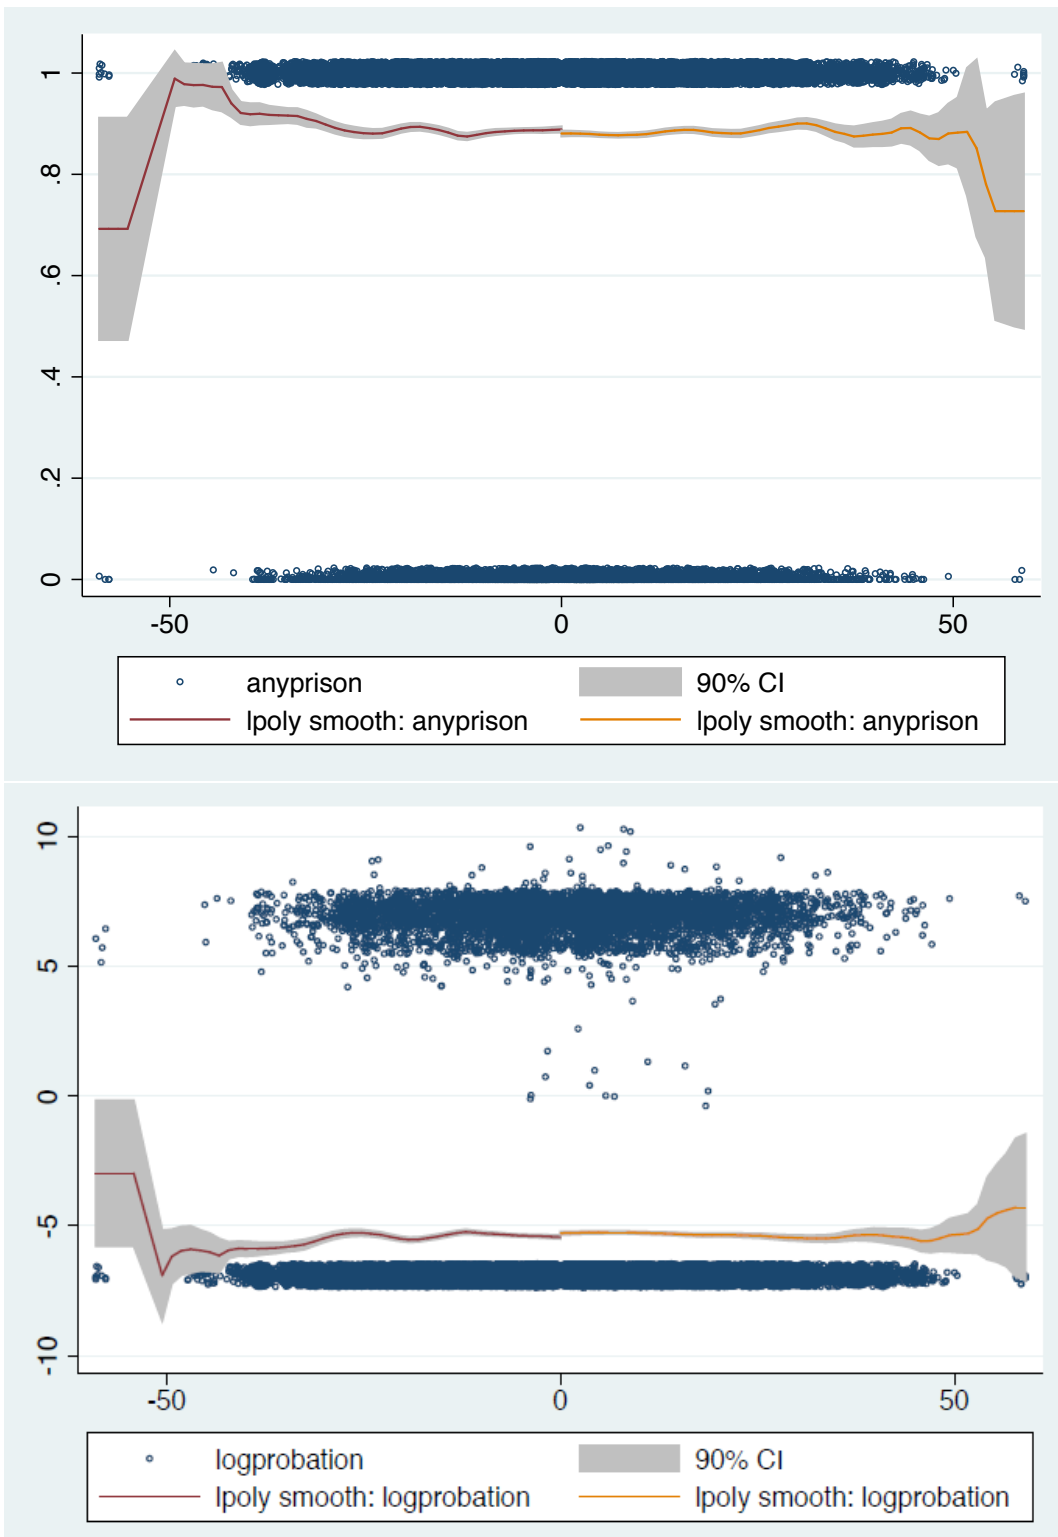 1
.8
.6
.4
.2
0
-50 0 50
anyprison 90% CI
lpoly smooth: anyprison lpoly smooth: anyprison
10
5
0
-5
-10
-50 0 50
logprobation 90% CI
lpoly smooth: logprobation lpoly smooth: logprobation